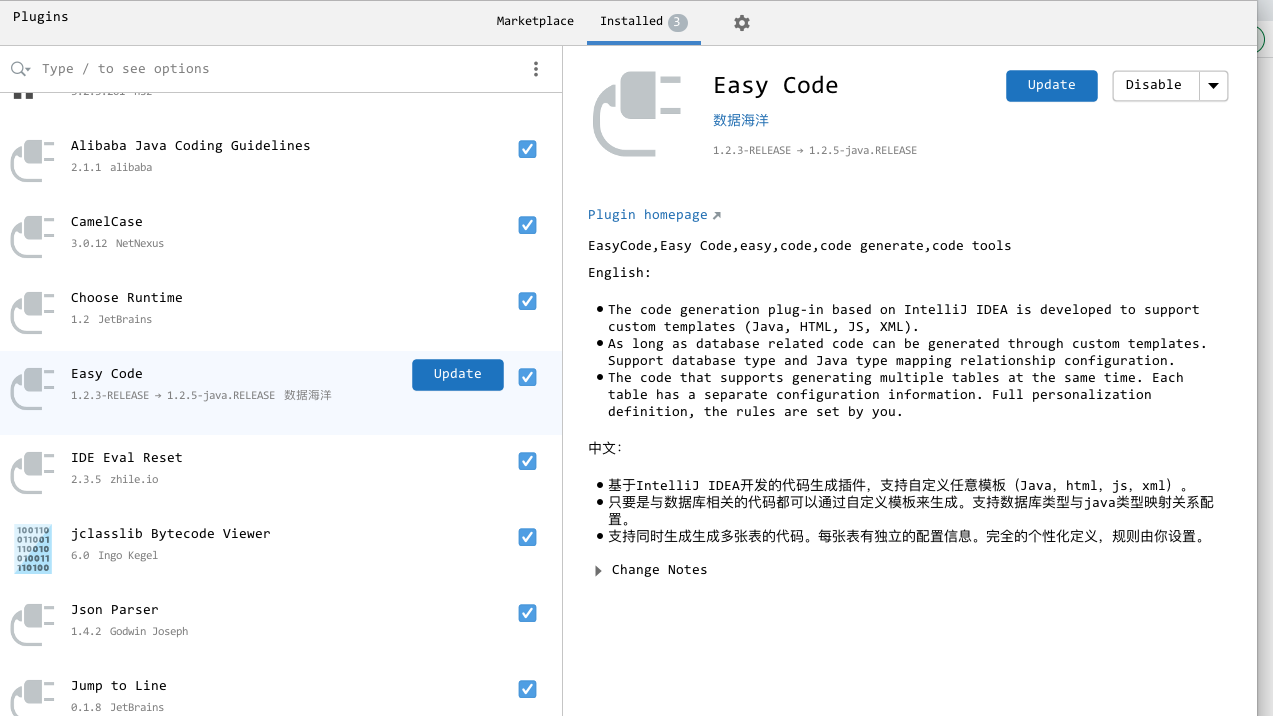 Plugins
Marketplace
Installed 3
Type / to see options
Alibaba Java Coding Guidelines
2.1.1 alibaba
CamelCase
3.0.12 NetNexus
Choose Runtime
1.2 JetBrains
Easy Code
1.2.3-RELEASE → 1.2.5-java.RELEASE 数据海洋
Update
IDE Eval Reset
2.3.5 zhile.io
100110
011001
110010
010011
110100
jclasslib Bytecode Viewer
6.0 Ingo Kegel
Json Parser
1.4.2 Godwin Joseph
Jump to Line
0.1.8 JetBrains
Easy Code
Update
Disable
数据海洋
1.2.3-RELEASE → 1.2.5-java.RELEASE
Plugin homepage
EasyCode,Easy Code,easy,code,code generate,code tools
English:
• The code generation plug-in based on IntelliJ IDEA is developed to support
custom templates (Java, HTML, JS, XML).
• As long as database related code can be generated through custom templates.
Support database type and Java type mapping relationship configuration.
• The code that supports generating multiple tables at the same time. Each
table has a separate configuration information. Full personalization
definition, the rules are set by you.
中文：
• 基于IntelliJ IDEA开发的代码生成插件，支持自定义任意模板（Java，html，js，xml）。
• 只要是与数据库相关的代码都可以通过自定义模板来生成。支持数据库类型与java类型映射关系配
置。
• 支持同时生成生成多张表的代码。每张表有独立的配置信息。完全的个性化定义，规则由你设置。
Change Notes